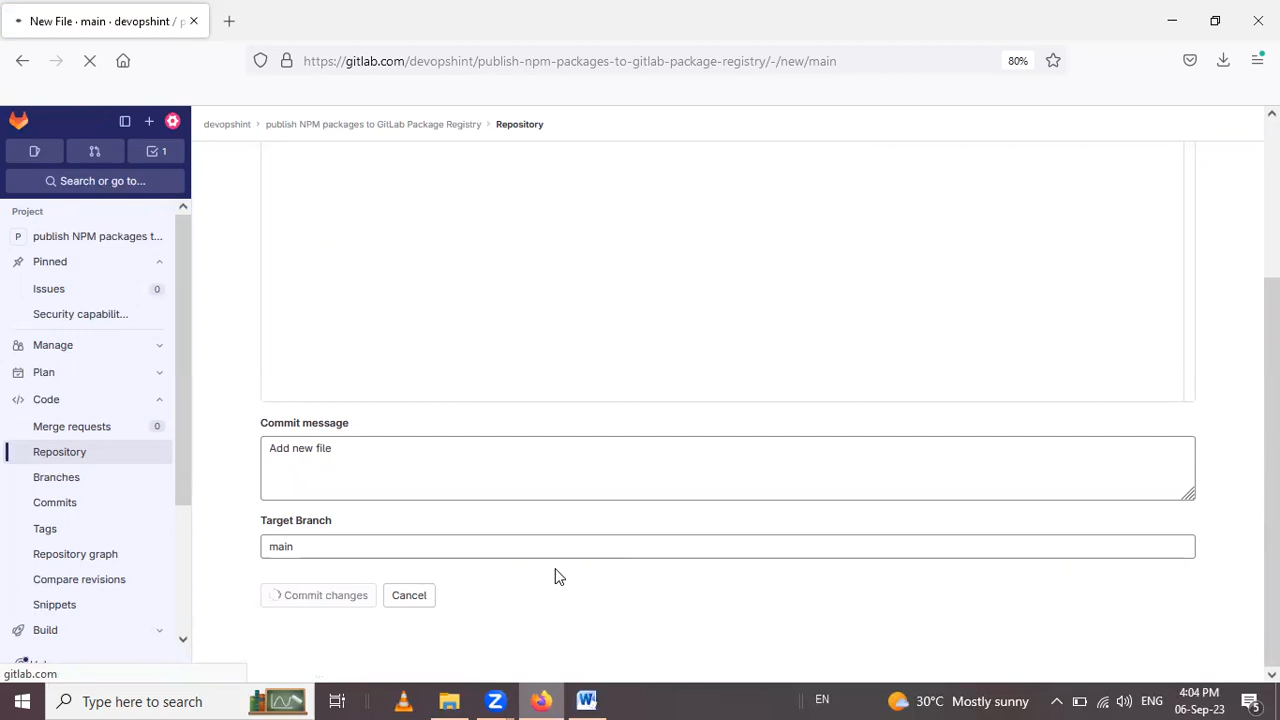 New File · main · devopshint / p
https://gitlab.com/devopshint/publish-npm-packages-to-gitlab-package-registry/-/new/main
80%
devopshint > publish NPM packages to GitLab Package Registry > Repository
1
Search or go to...
Project
P publish NPM packages t...
Pinned
Issues 0
Security capabilit...
Manage
Plan
Code
Merge requests 0
Repository
Branches
Commits
Tags
Repository graph
Compare revisions
Snippets
Build
Commit message
Add new file
Target Branch
main
Commit changes
Cancel
gitlab.com
Type here to search
EN
30°C Mostly sunny
ENG
4:04 PM
06-Sep-23
5